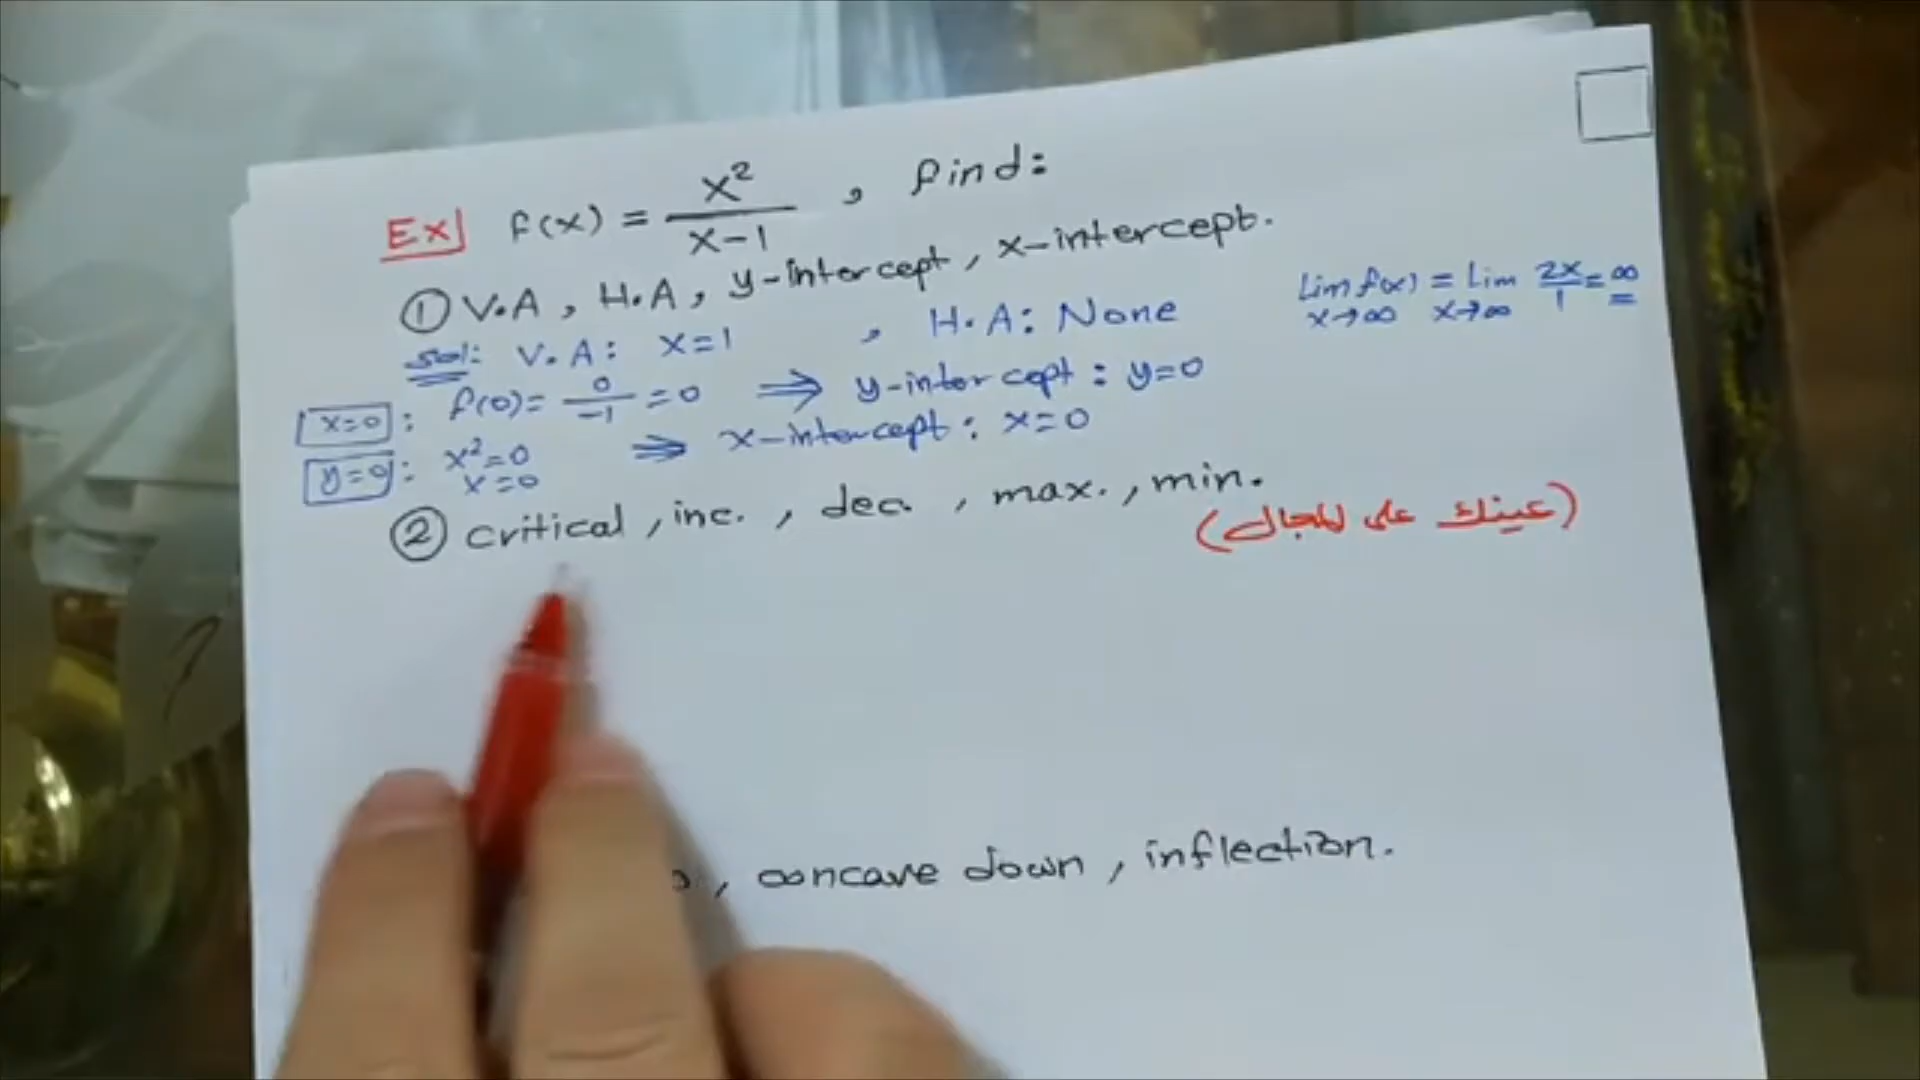 Ex] f(x) = x²/(x-1) , find:
① V.A , H.A , y-intercept , x-intercept.
Sol: V.A: x=1 , H.A: None
Lim f(x) = Lim 2x/1 = ∞
x→∞ x→∞
x=0 : f(0) = 0/-1 = 0 ⇒ y-intercept : y=0
y=0 : x²=0 ⇒ x-intercept : x=0
x=0
② critical , inc. , dec. , max. , min.
(عينك على المجال)
, concave down , inflection.